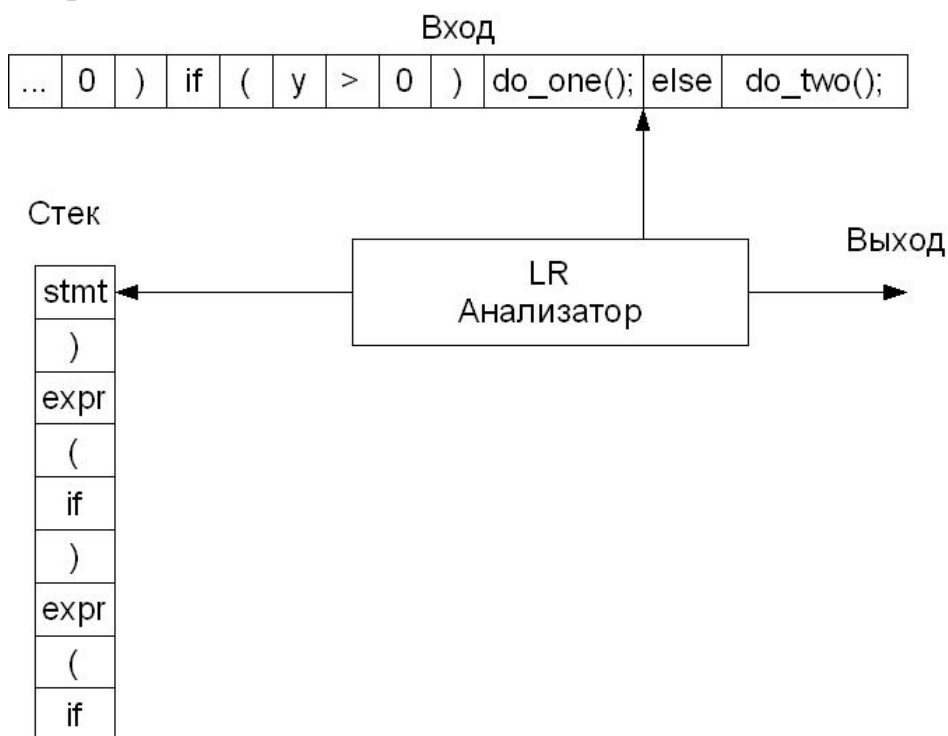 Вход
... 0 ) if ( y > 0 ) do_one(); else do_two();
Стек
Выход
LR
Анализатор
stmt
)
expr
(
if
)
expr
(
if